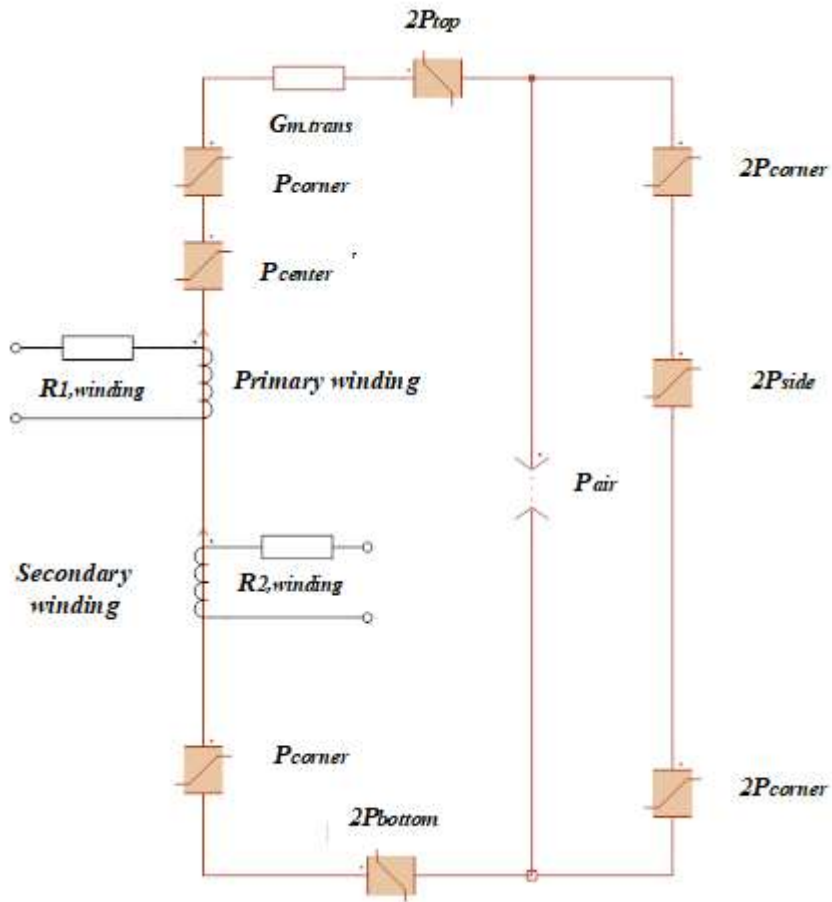 2Ptop
Gm,trans
Pcorner
2Pcorner
Pcenter
R1,winding
Primary winding
2Pside
Pair
Secondary
winding
R2,winding
Pcorner
2Pcorner
2Pbottom